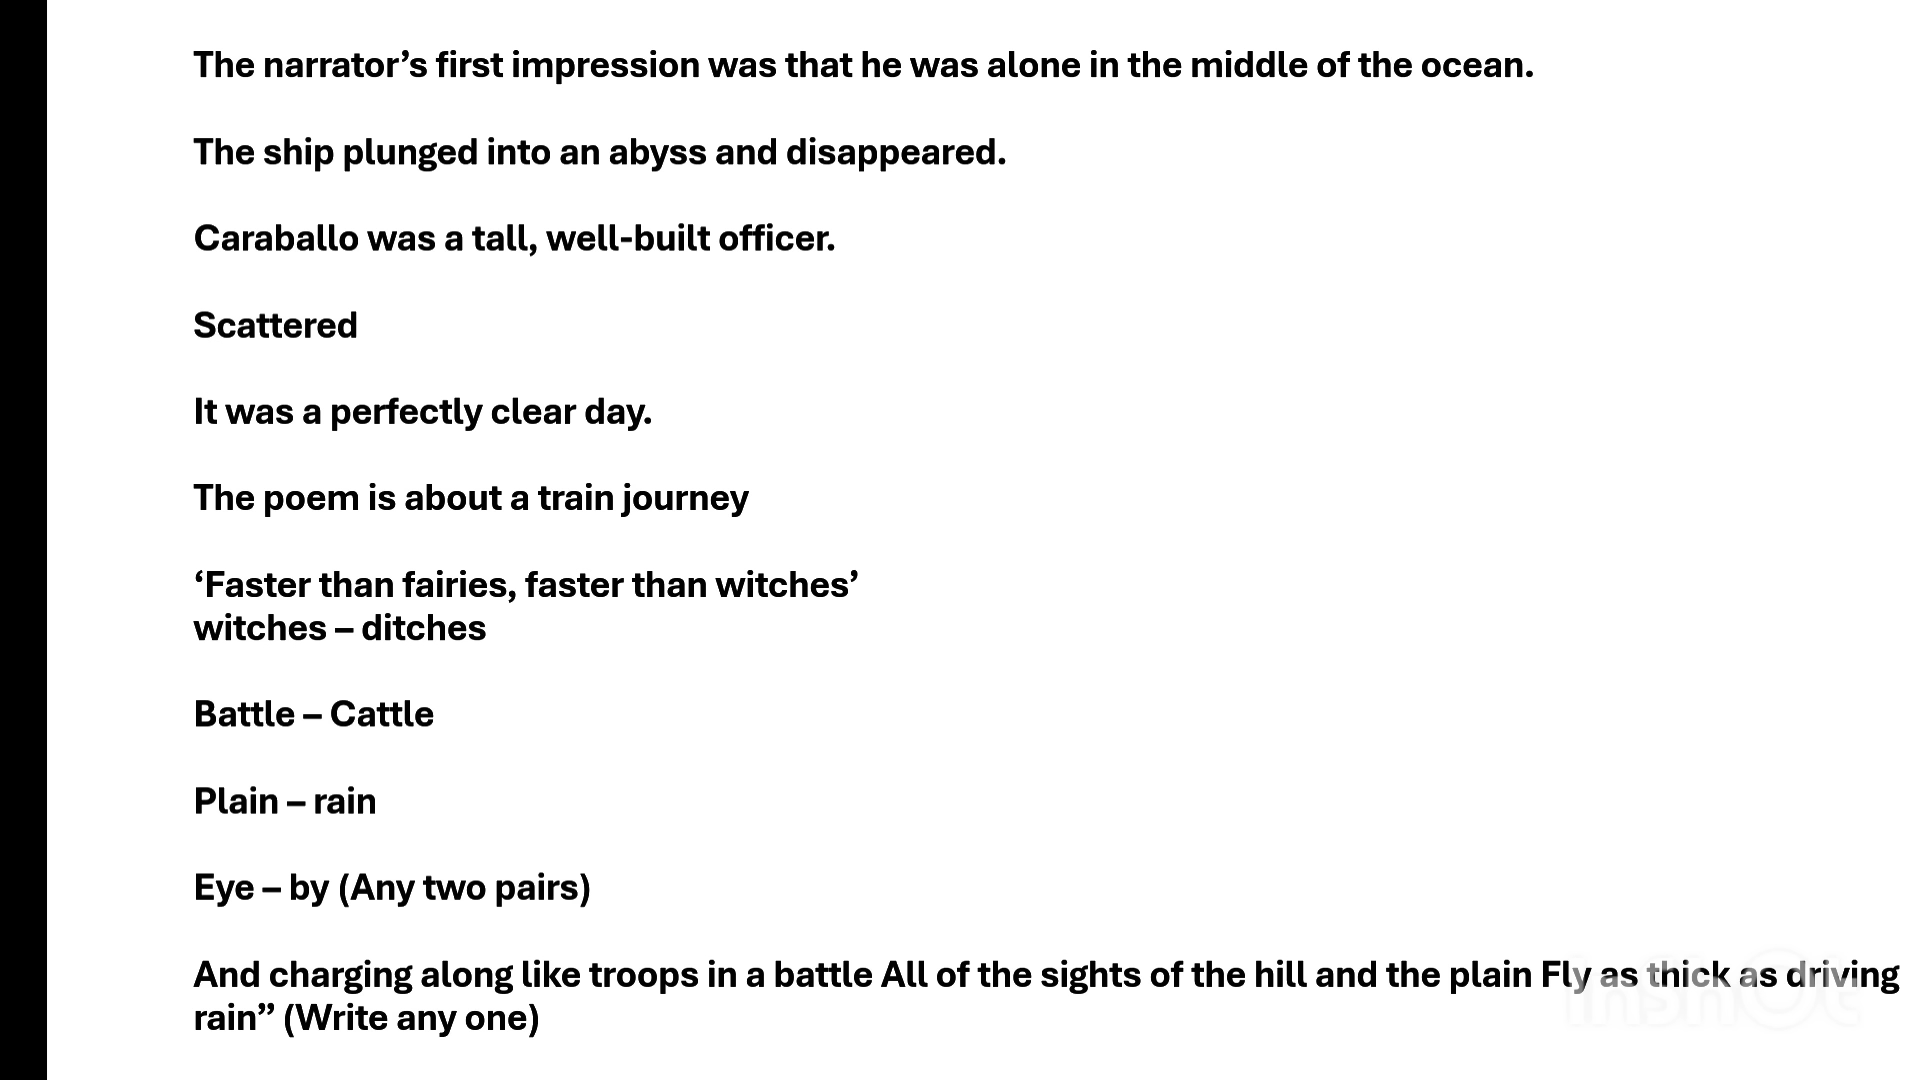 The narrator’s first impression was that he was alone in the middle of the ocean.
The ship plunged into an abyss and disappeared.
Caraballo was a tall, well-built officer.
Scattered
It was a perfectly clear day.
The poem is about a train journey
‘Faster than fairies, faster than witches’
witches – ditches
Battle – Cattle
Plain – rain
Eye – by (Any two pairs)
And charging along like troops in a battle All of the sights of the hill and the plain Fly as thick as driving
rain” (Write any one)
InShOt